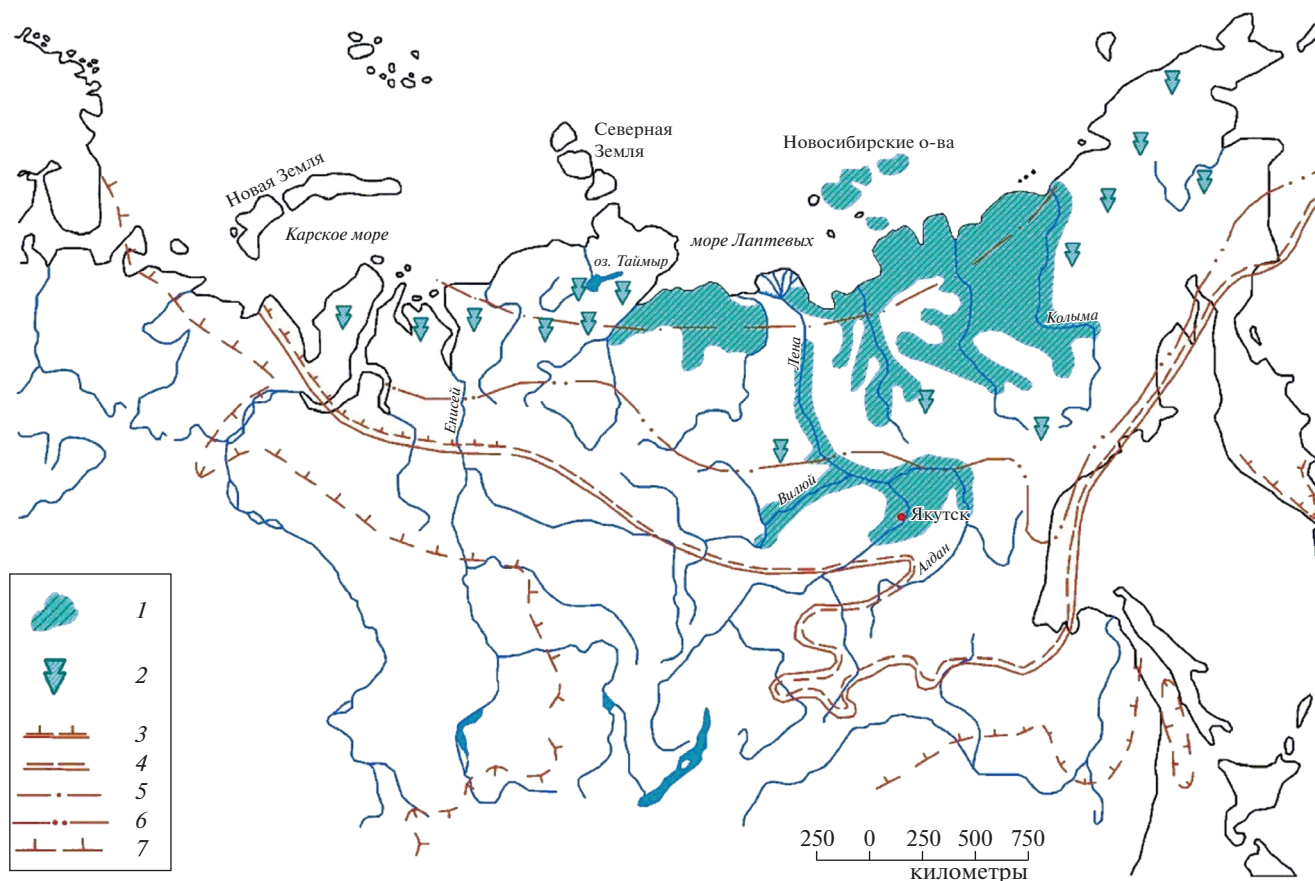 Северная
Земля
Новосибирские о-ва
Новая Земля
Карское море
море Лаптевых
оз. Таймыр
Колыма
Лена
Енисей
Вилюй
Якутск
Алдан
1
2
3
4
5
6
7
250 0 250 500 750
километры